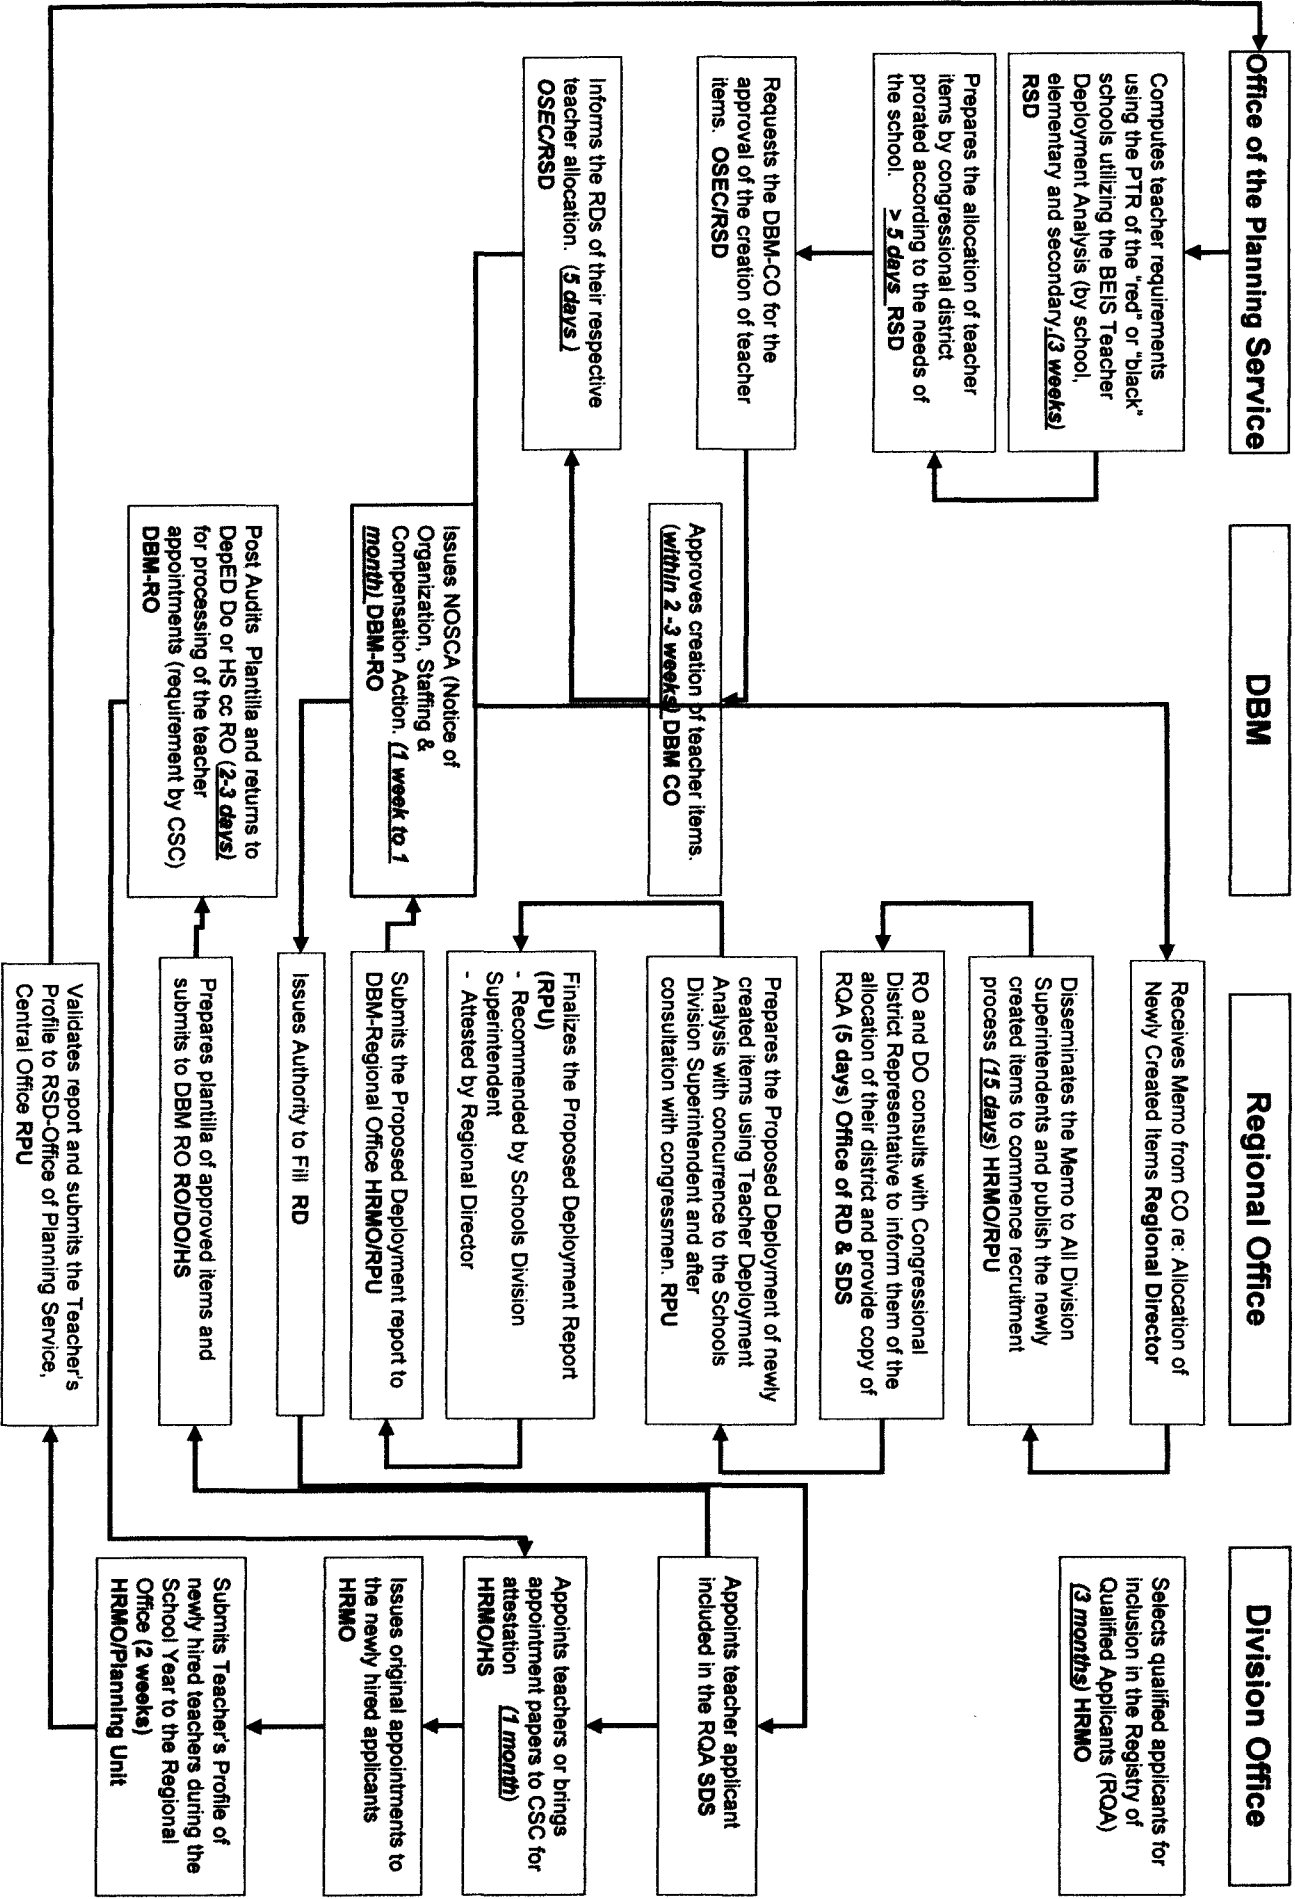 Office of the Planning Service
Computes teacher requirements
using the PTR of the "red" or "black"
schools utilizing the BEIS Teacher
Deployment Analysis (by school,
elementary and secondary.(3 weeks)
RSD
Prepares the allocation of teacher
items by congressional district
prorated according to the needs of
the school. > 5 days RSD
Requests the DBM-CO for the
approval of the creation of teacher
items. OSEC/RSD
Informs the RDs of their respective
teacher allocation. (5 days )
OSEC/RSD
DBM
Approves creation of teacher items.
(within 2 -3 weeks) DBM CO
Issues NOSCA (Notice of
Organization, Staffing &
Compensation Action. (1 week to 1
month) DBM-RO
Post Audits Plantilla and returns to
DepED Do or HS cc RO (2-3 days)
for processing of the teacher
appointments (requirement by CSC)
DBM-RO
Regional Office
Receives Memo from CO re: Allocation of
Newly Created Items Regional Director
Disseminates the Memo to All Division
Superintendents and publish the newly
created items to commence recruitment
process (15 days) HRMO/RPU
RO and DO consults with Congressional
District Representative to inform them of the
allocation of their district and provide copy of
RQA (5 days) Office of RD & SDS
Prepares the Proposed Deployment of newly
created items using Teacher Deployment
Analysis with concurrence to the Schools
Division Superintendent and after
consultation with congressmen. RPU
Finalizes the Proposed Deployment Report
(RPU)
- Recommended by Schools Division
Superintendent
- Attested by Regional Director
Submits the Proposed Deployment report to
DBM-Regional Office HRMO/RPU
Issues Authority to Fill RD
Prepares plantilla of approved items and
submits to DBM RO RO/DO/HS
Validates report and submits the Teacher's
Profile to RSD-Office of Planning Service,
Central Office RPU
Division Office
Selects qualified applicants for
inclusion in the Registry of
Qualified Applicants (RQA)
(3 months) HRMO
Appoints teacher applicant
included in the RQA SDS
Appoints teachers or brings
appointment papers to CSC for
attestation (1 month)
HRMO/HS
Issues original appointments to
the newly hired applicants
HRMO
Submits Teacher's Profile of
newly hired teachers during the
School Year to the Regional
Office (2 weeks)
HRMO/Planning Unit